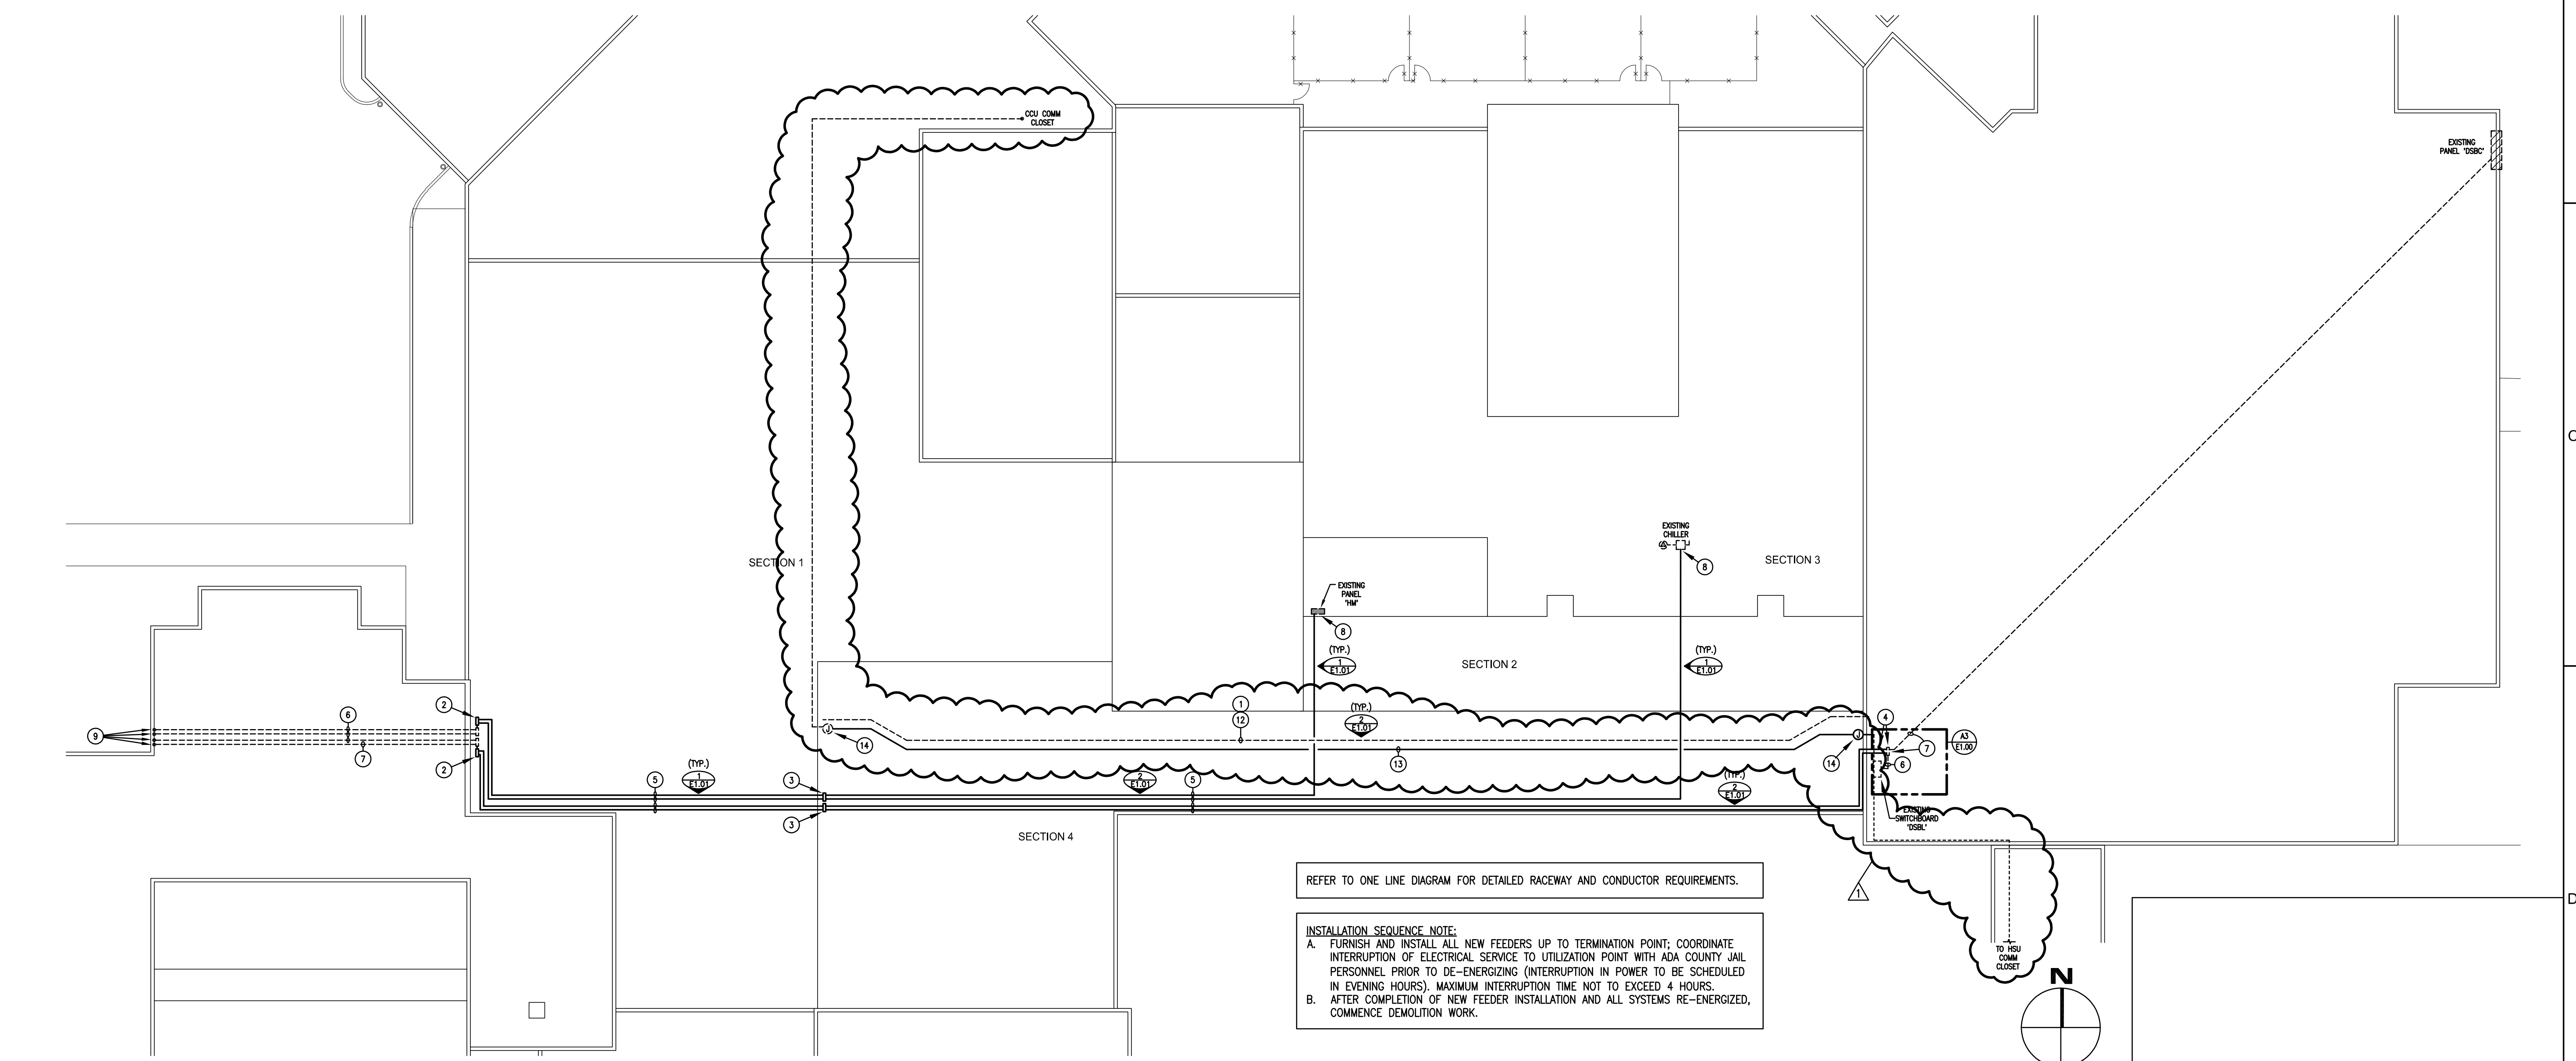 CCU COMM
CLOSET
EXISTING
PANEL 'DSBC'
C
EXISTING
CHILLER
8
SECTION 1
SECTION 3
EXISTING
PANEL
'HM'
8
(TYP.)
1
E1.01
(TYP.)
1
E1.01
SECTION 2
2
6
9
7
2
1
12
(TYP.)
2
E1.01
J
14
13
J
14
4
7
6
A3
E1.00
5
(TYP.)
1
E1.01
3
3
2
E1.01
5
(TYP.)
2
E1.01
EXISTING
SWITCHBOARD
'DSBL'
SECTION 4
REFER TO ONE LINE DIAGRAM FOR DETAILED RACEWAY AND CONDUCTOR REQUIREMENTS.
1
D
INSTALLATION SEQUENCE NOTE:
A. FURNISH AND INSTALL ALL NEW FEEDERS UP TO TERMINATION POINT; COORDINATE
INTERRUPTION OF ELECTRICAL SERVICE TO UTILIZATION POINT WITH ADA COUNTY JAIL
PERSONNEL PRIOR TO DE-ENERGIZING (INTERRUPTION IN POWER TO BE SCHEDULED
IN EVENING HOURS). MAXIMUM INTERRUPTION TIME NOT TO EXCEED 4 HOURS.
B. AFTER COMPLETION OF NEW FEEDER INSTALLATION AND ALL SYSTEMS RE-ENERGIZED,
COMMENCE DEMOLITION WORK.
TO HSU
COMM
CLOSET
N